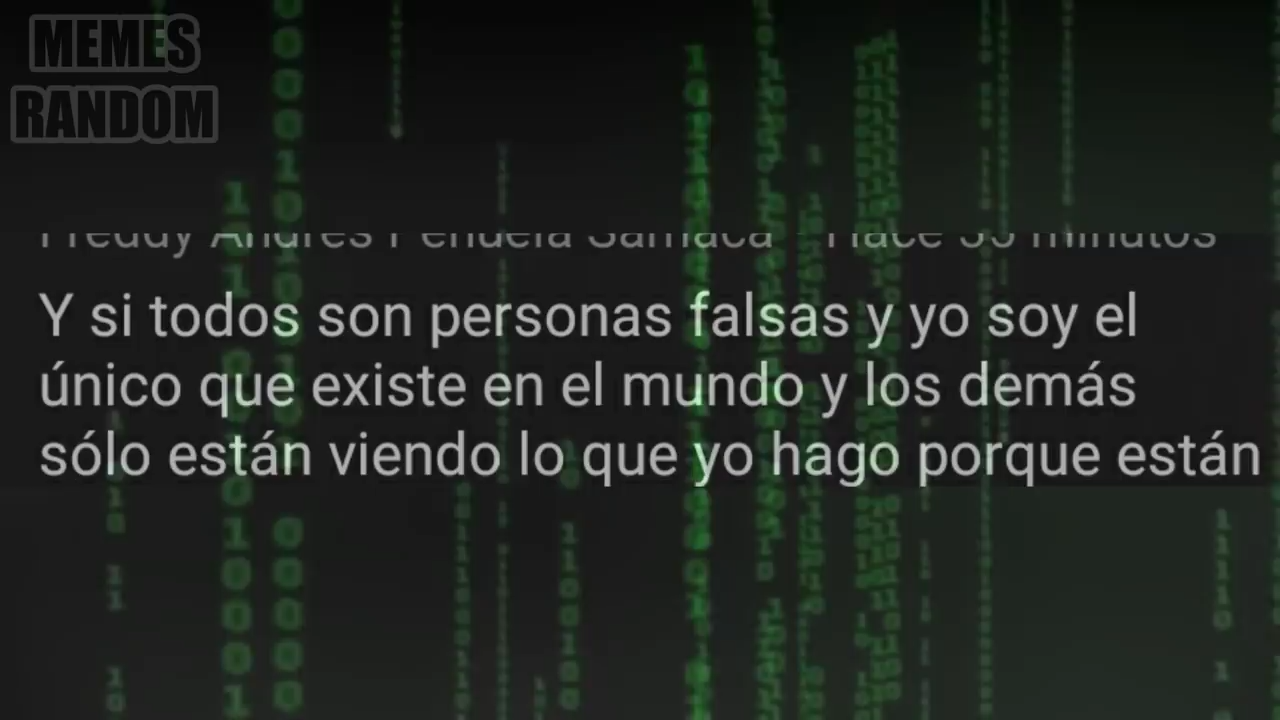 MEMES
RANDOM
Y si todos son personas falsas y yo soy el
único que existe en el mundo y los demás
sólo están viendo lo que yo hago porque están